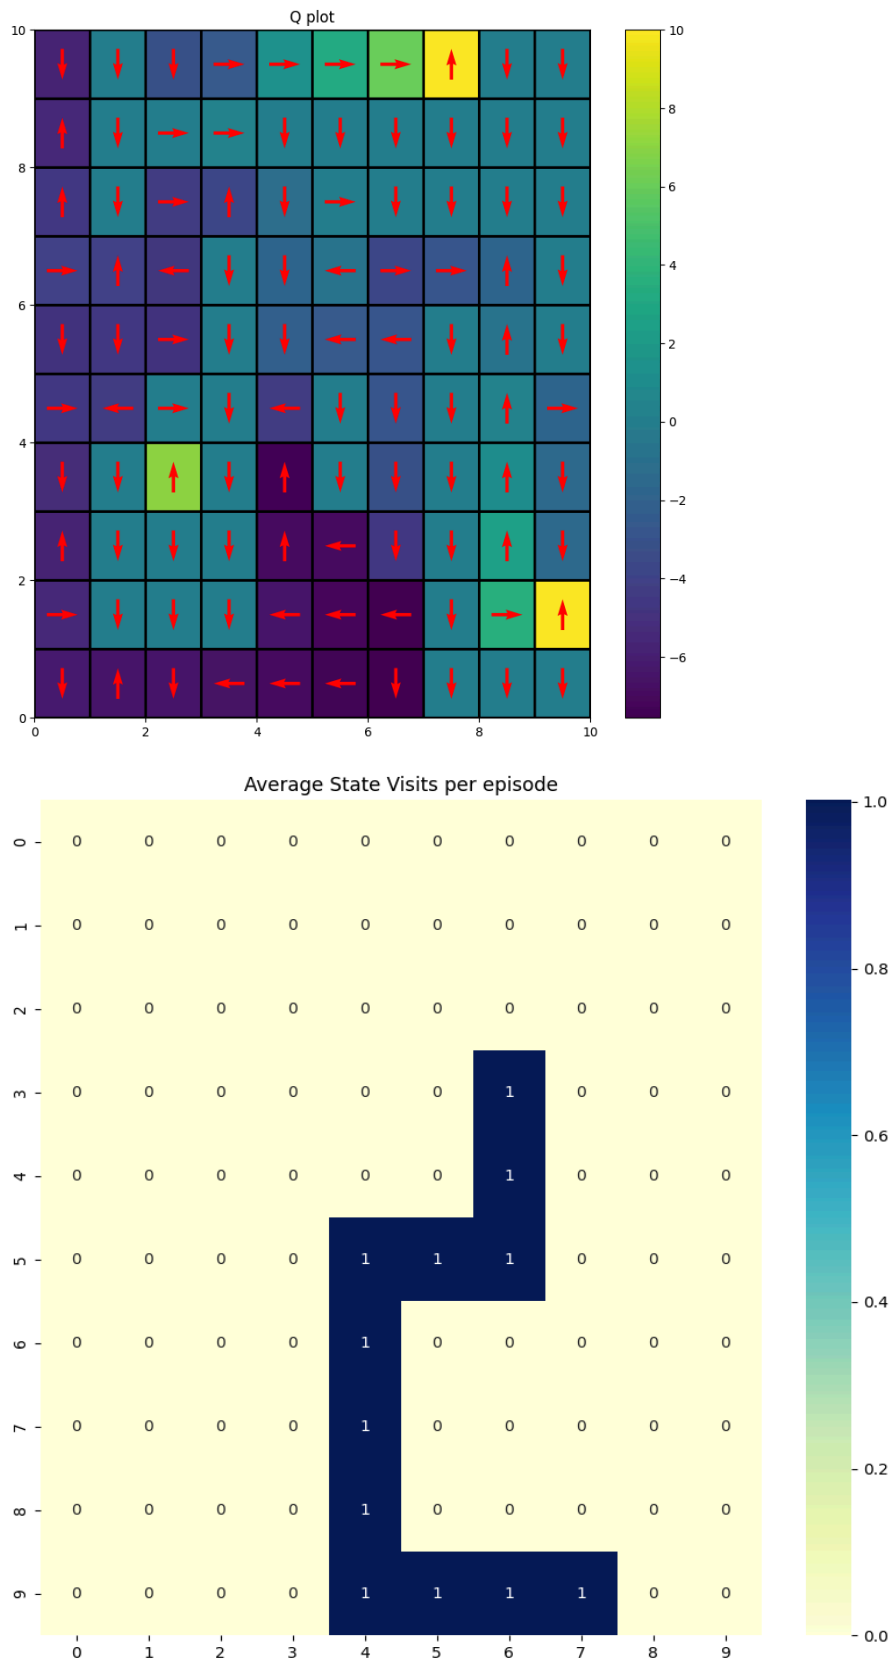 Q plot
10
8
6
4
2
0
0 2 4 6 8 10
10
8
6
4
2
0
−2
−4
−6
Average State Visits per episode
0 0 0 0 0 0 0 0 0 0 0
1 0 0 0 0 0 0 0 0 0 0
2 0 0 0 0 0 0 0 0 0 0
3 0 0 0 0 0 0 1 0 0 0
4 0 0 0 0 0 0 1 0 0 0
5 0 0 0 0 1 1 1 0 0 0
6 0 0 0 0 1 0 0 0 0 0
7 0 0 0 0 1 0 0 0 0 0
8 0 0 0 0 1 0 0 0 0 0
9 0 0 0 0 1 1 1 1 0 0
0 1 2 3 4 5 6 7 8 9
1.0
0.8
0.6
0.4
0.2
0.0